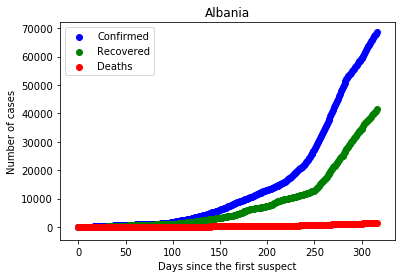 Albania
Confirmed
Recovered
Deaths
Number of cases
70000
60000
50000
40000
30000
20000
10000
0
0 50 100 150 200 250 300
Days since the first suspect